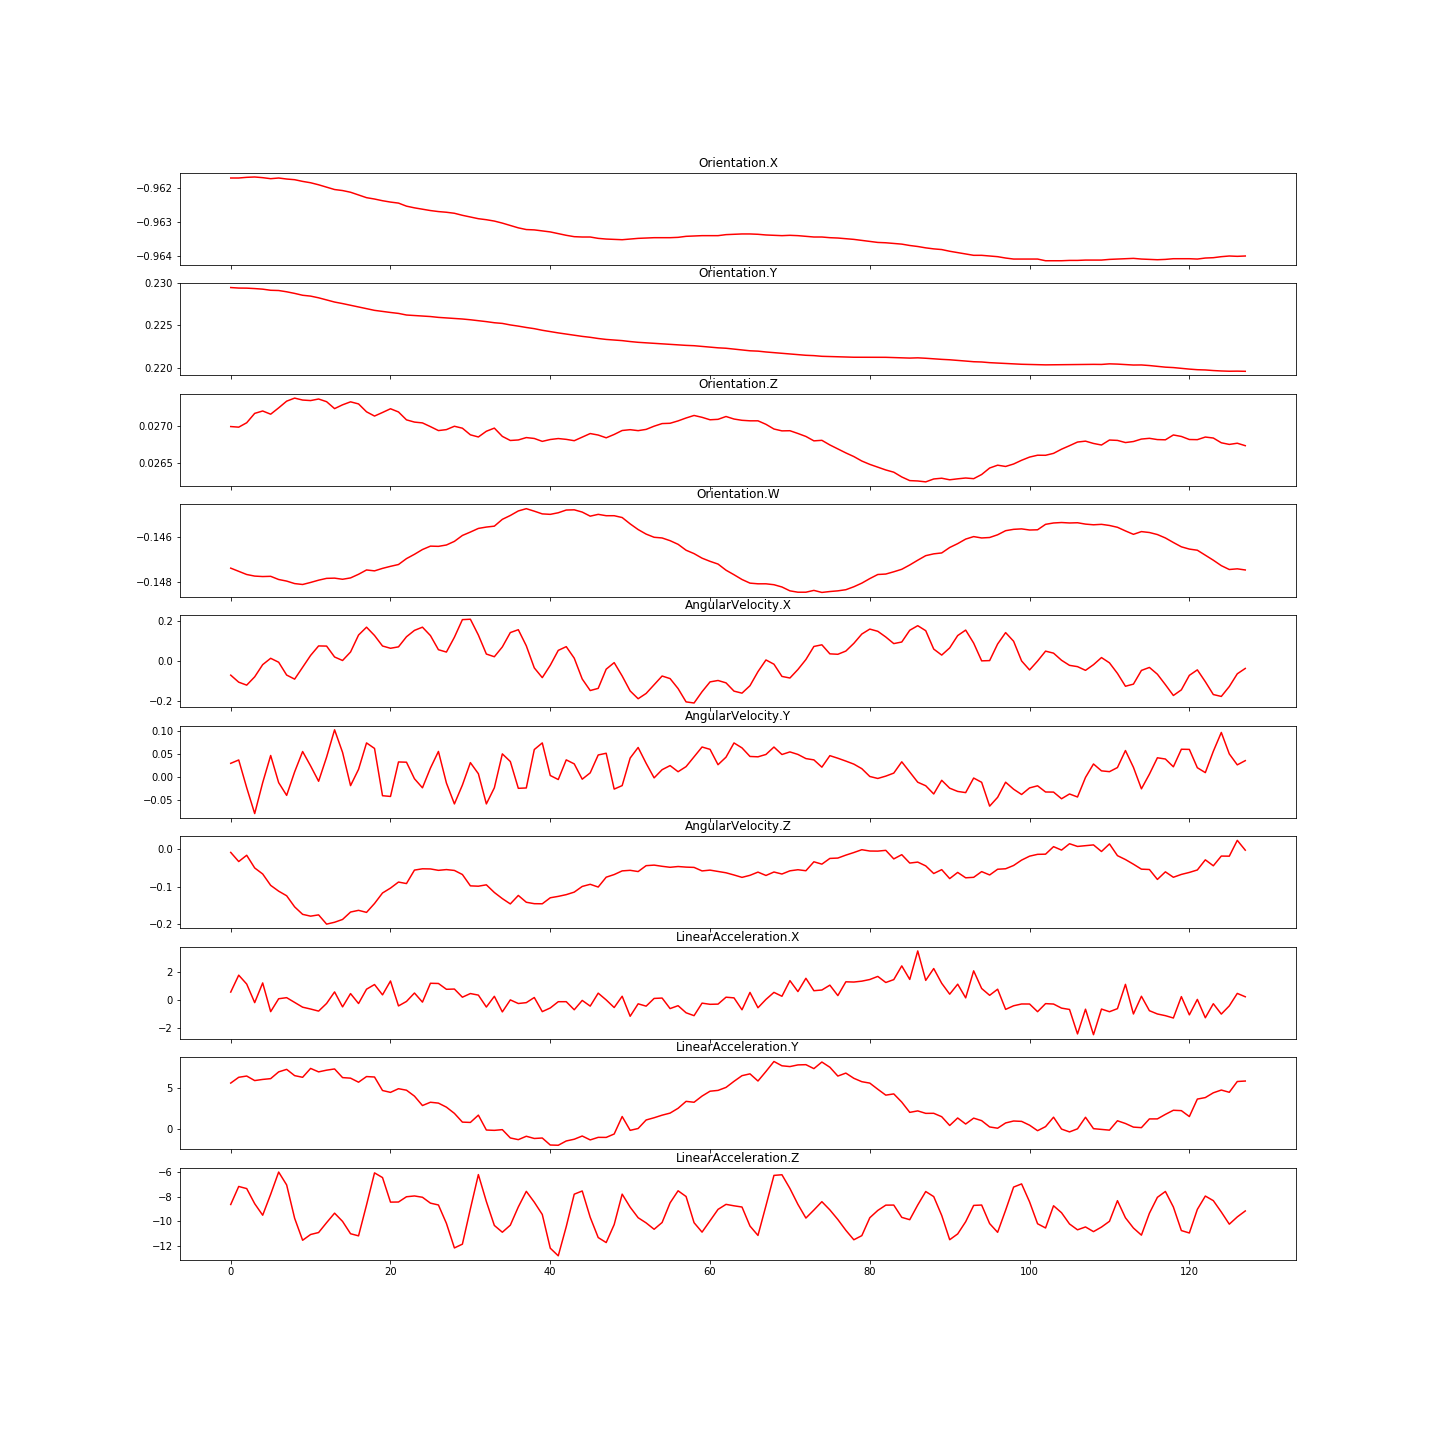 Orientation.X
−0.962
−0.963
−0.964
Orientation.Y
0.230
0.225
0.220
Orientation.Z
0.0270
0.0265
Orientation.W
−0.146
−0.148
AngularVelocity.X
0.2
0.0
−0.2
AngularVelocity.Y
0.10
0.05
0.00
−0.05
AngularVelocity.Z
0.0
−0.1
−0.2
LinearAcceleration.X
2
0
−2
LinearAcceleration.Y
5
0
LinearAcceleration.Z
−6
−8
−10
−12
0 20 40 60 80 100 120